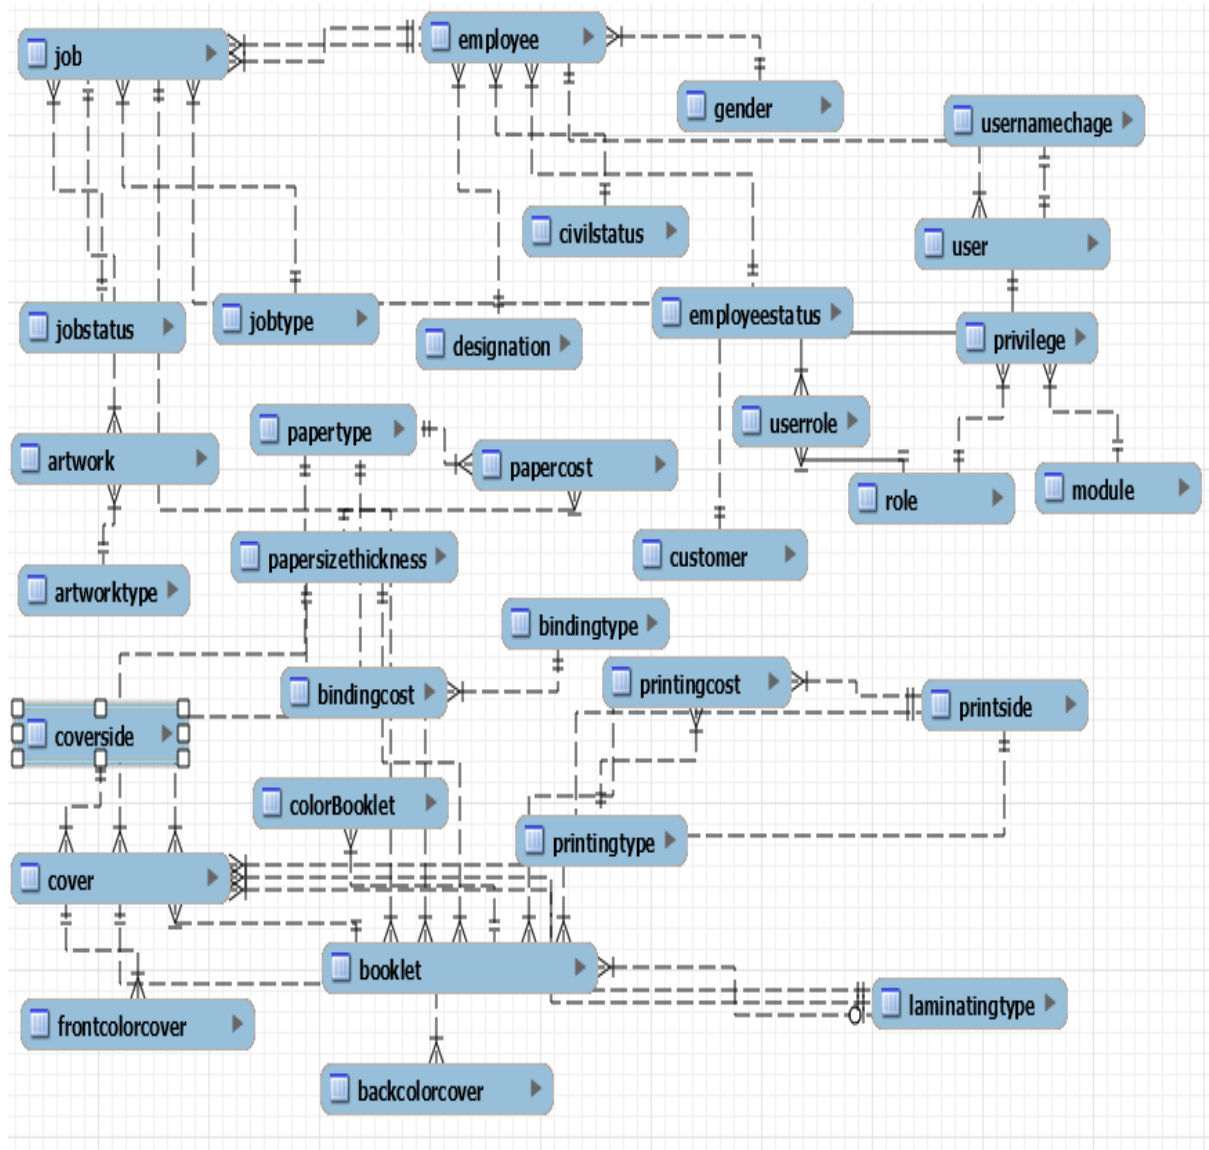 job
employee
gender
usernamechage
civilstatus
user
jobstatus
jobtype
designation
employeestatus
privilege
papertype
userrole
artwork
papercost
role
module
papersizethickness
customer
artworktype
bindingtype
bindingcost
printingcost
printside
coverside
colorBooklet
printingtype
cover
booklet
frontcolorcover
laminatingtype
backcolorcover